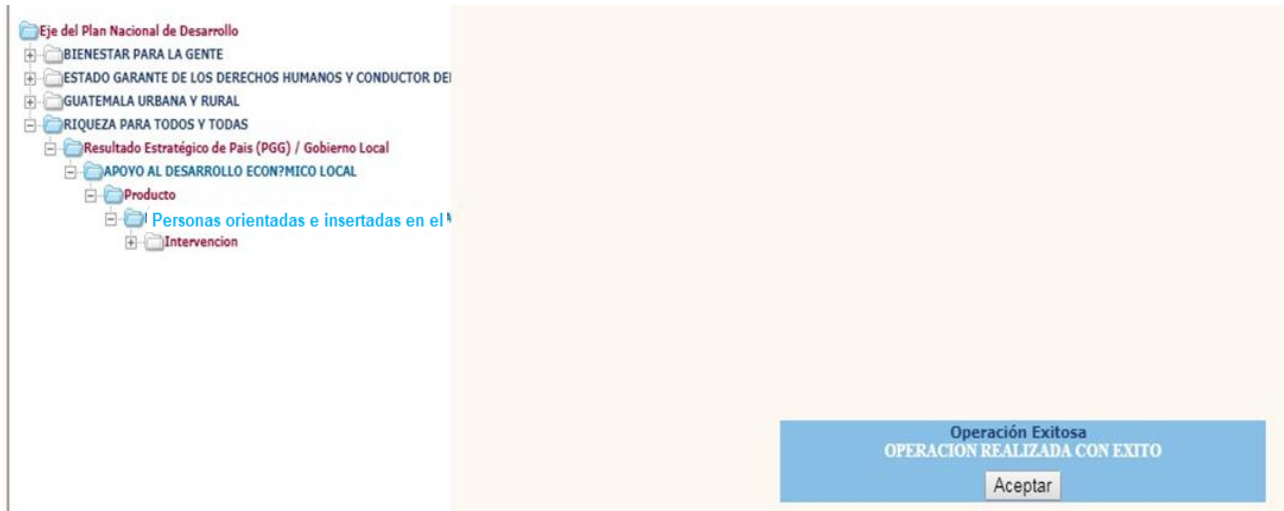 Eje del Plan Nacional de Desarrollo
BIENESTAR PARA LA GENTE
ESTADO GARANTE DE LOS DERECHOS HUMANOS Y CONDUCTOR DE
GUATEMALA URBANA Y RURAL
RIQUEZA PARA TODOS Y TODAS
Resultado Estratégico de Pais (PGG) / Gobierno Local
APOYO AL DESARROLLO ECON?MICO LOCAL
Producto
Personas orientadas e insertadas en el
Intervencion
Operación Exitosa
OPERACION REALIZADA CON EXITO
Aceptar